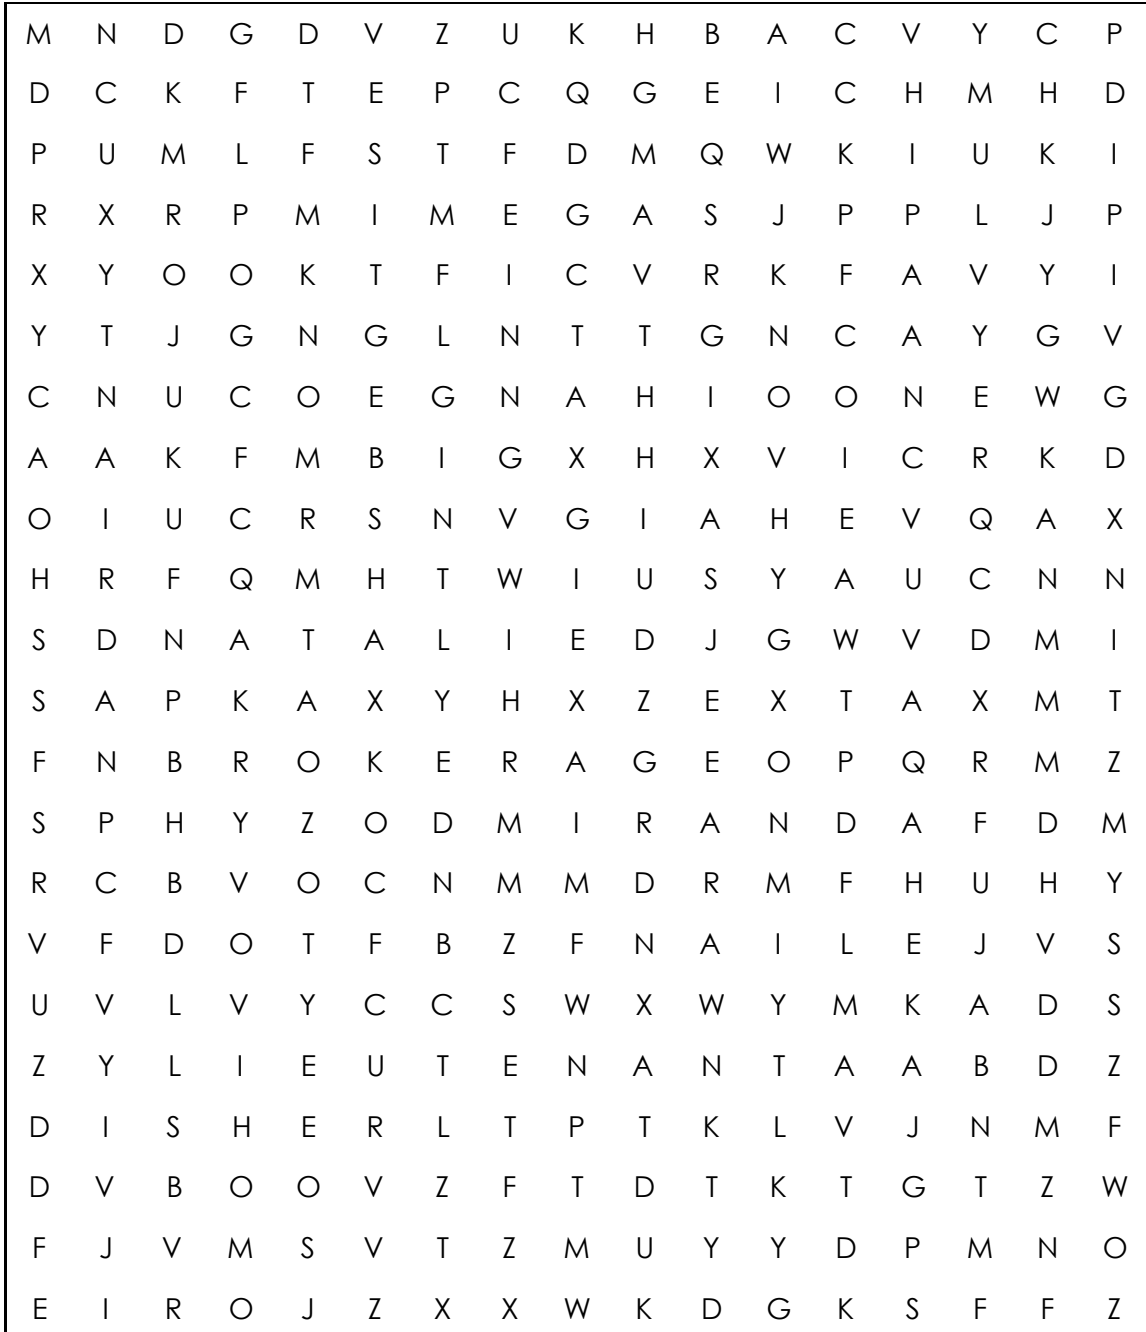 M N D G D V Z U K H B A C V Y C P
D C K F T E P C Q G E I C H M H D
P U M L F S T F D M Q W K I U K I
R X R P M I M E G A S J P P L J P
X Y O O K T F I C V R K F A V Y I
Y T J G N G L N T T G N C A Y G V
C N U C O E G N A H I O O N E W G
A A K F M B I G X H X V I C R K D
O I U C R S N V G I A H E V Q A X
H R F Q M H T W I U S Y A U C N N
S D N A T A L I E D J G W V D M I
S A P K A X Y H X Z E X T A X M T
F N B R O K E R A G E O P Q R M Z
S P H Y Z O D M I R A N D A F D M
R C B V O C N M M D R M F H U H Y
V F D O T F B Z F N A I L E J V S
U V L V Y C C S W X W Y M K A D S
Z Y L I E U T E N A N T A A B D Z
D I S H E R L T P T K L V J N M F
D V B O O V Z F T D T K T G T Z W
F J V M S V T Z M U Y Y D P M N O
E I R O J Z X X W K D G K S F F Z